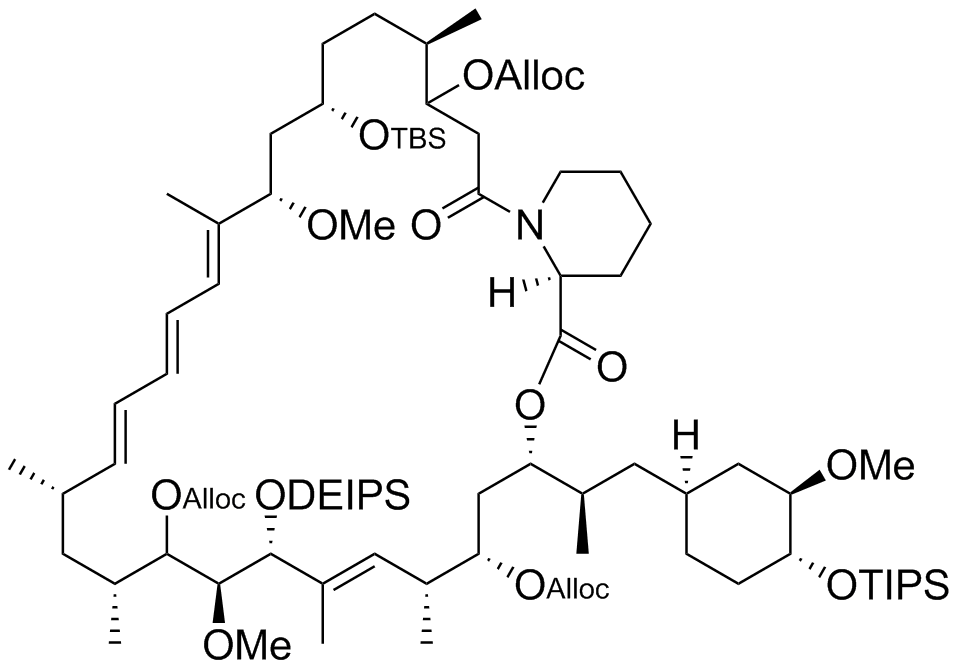 OAlloc
OTBS
OMe
O
N
H
O
O
H
OMe
OAlloc
ODEIPS
OAlloc
OTIPS
OMe